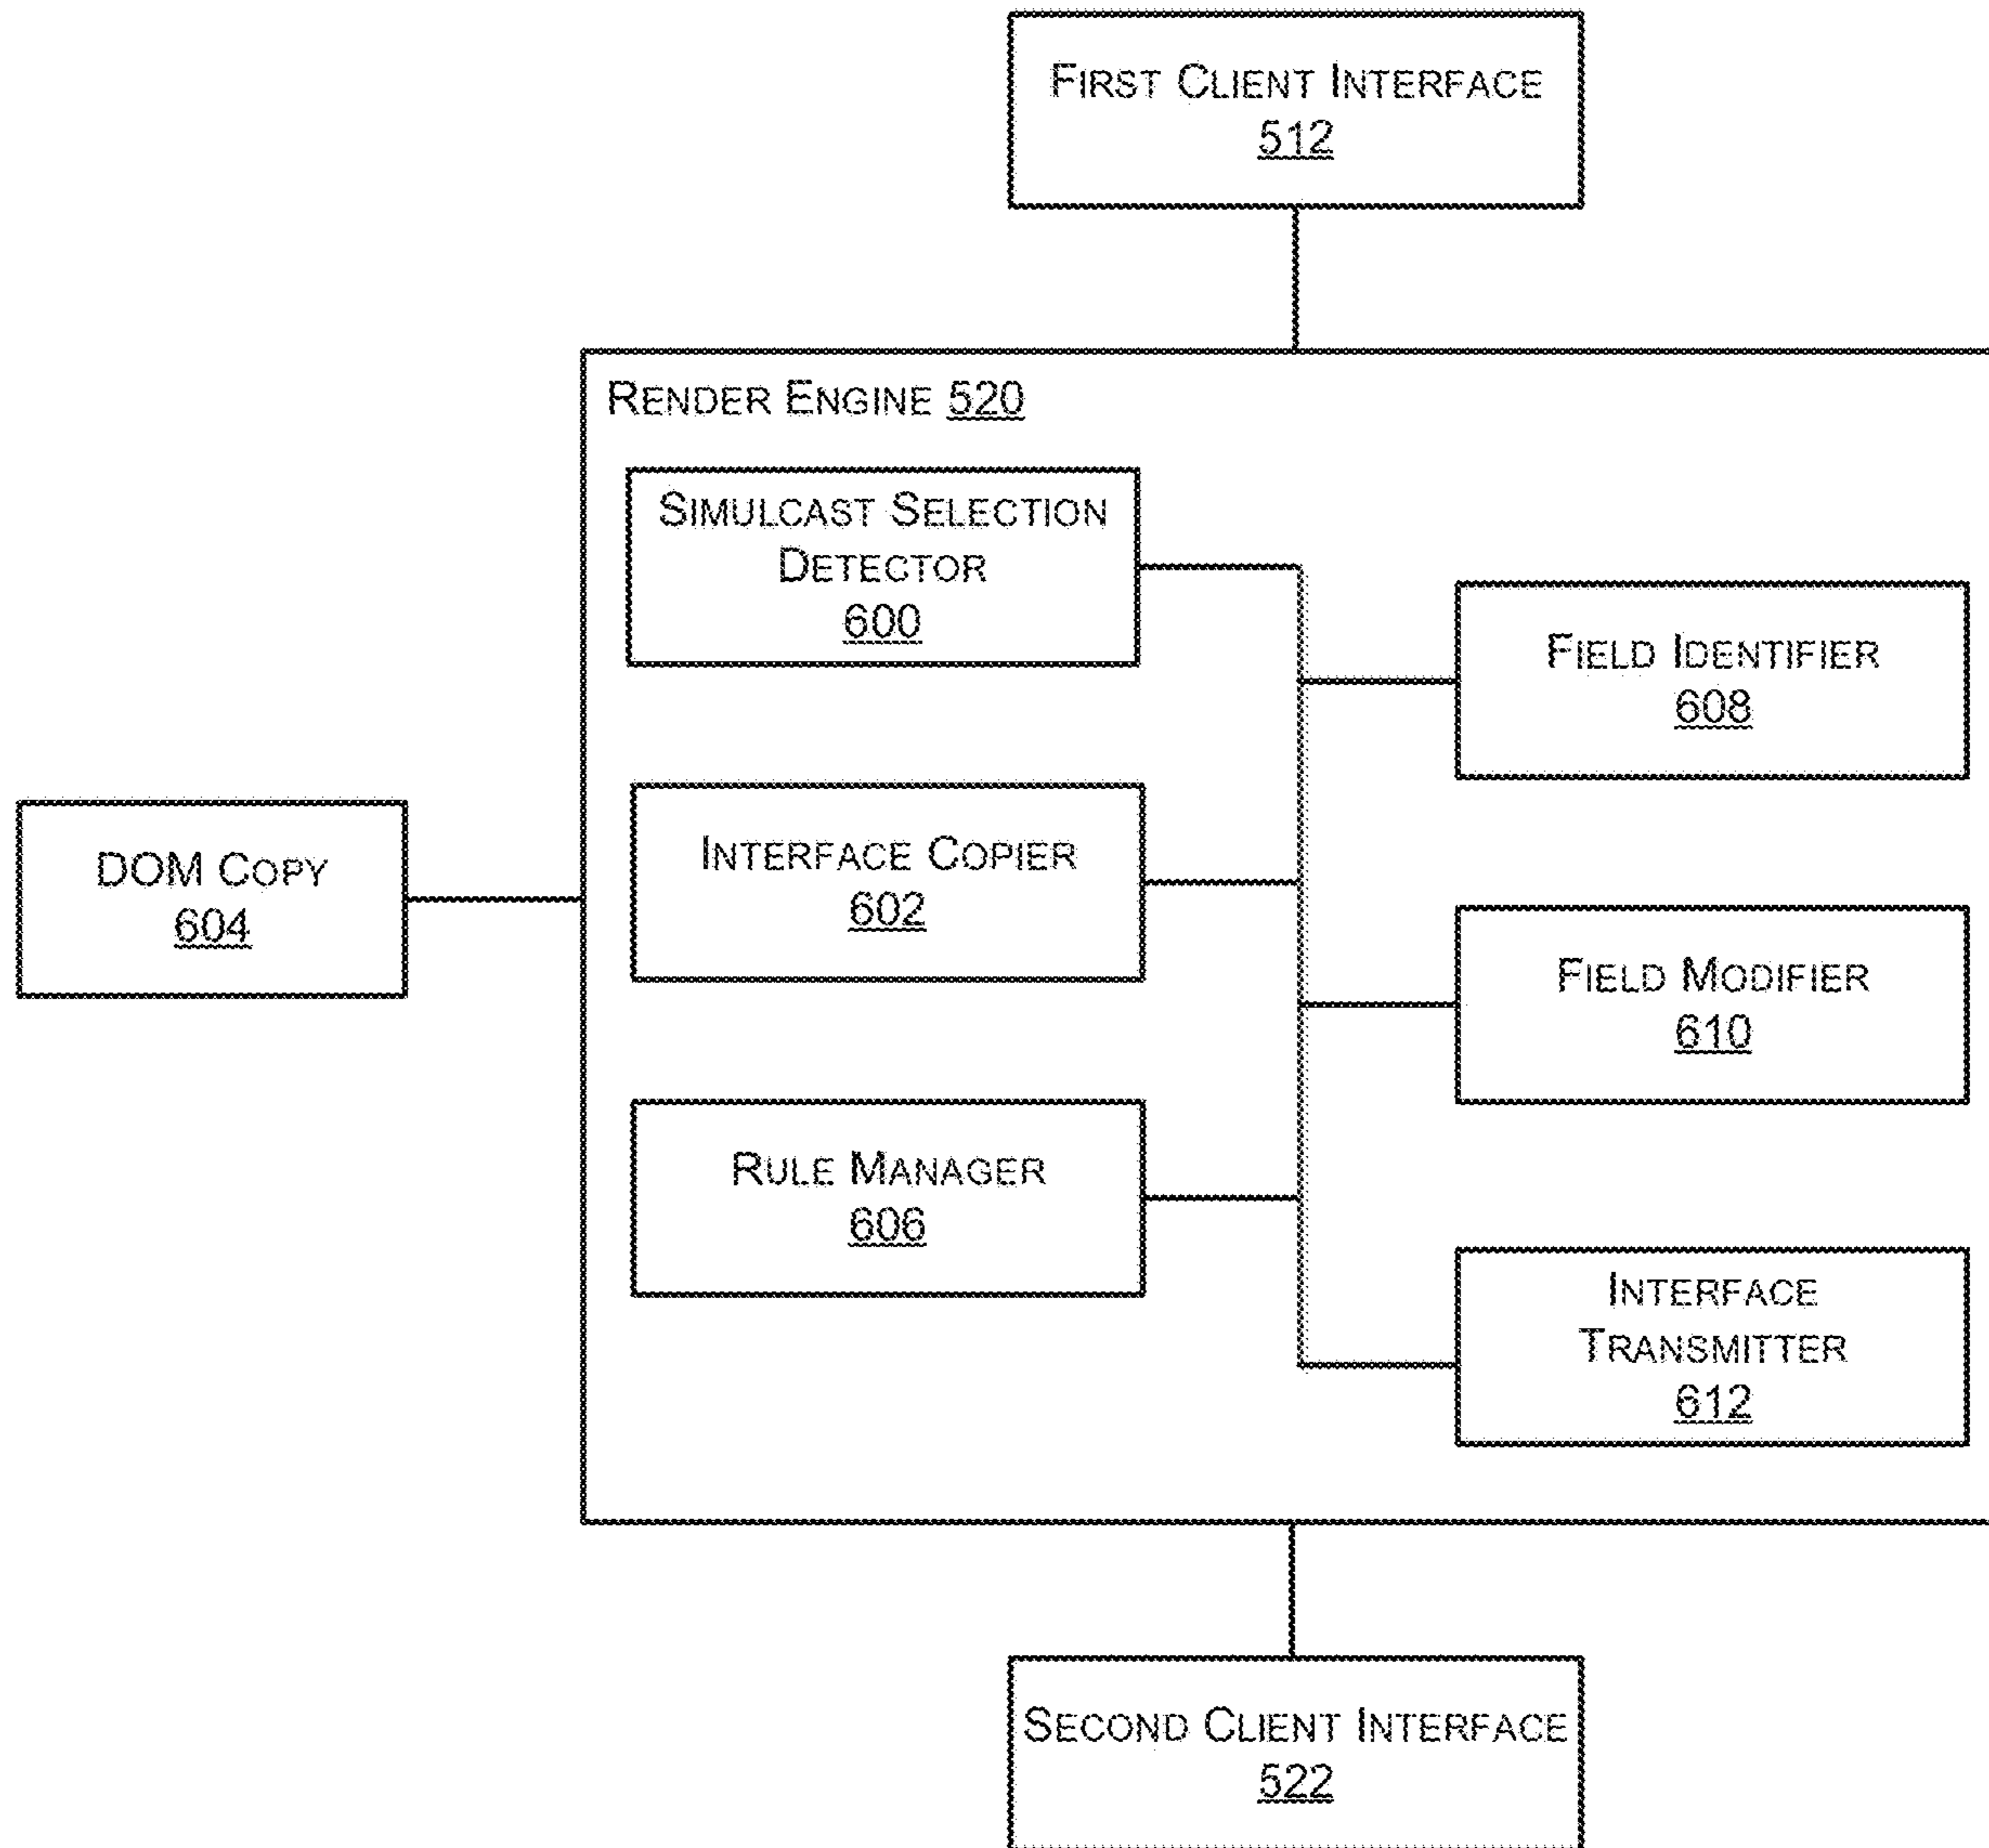 FIRST CLIENT INTERFACE
512
RENDER ENGINE 520
SIMULCAST SELECTION
DETECTOR
600
FIELD IDENTIFIER
608
INTERFACE COPIER
602
DOM COPY
604
FIELD MODIFIER
610
RULE MANAGER
606
INTERFACE
TRANSMITTER
612
SECOND CLIENT INTERFACE
522